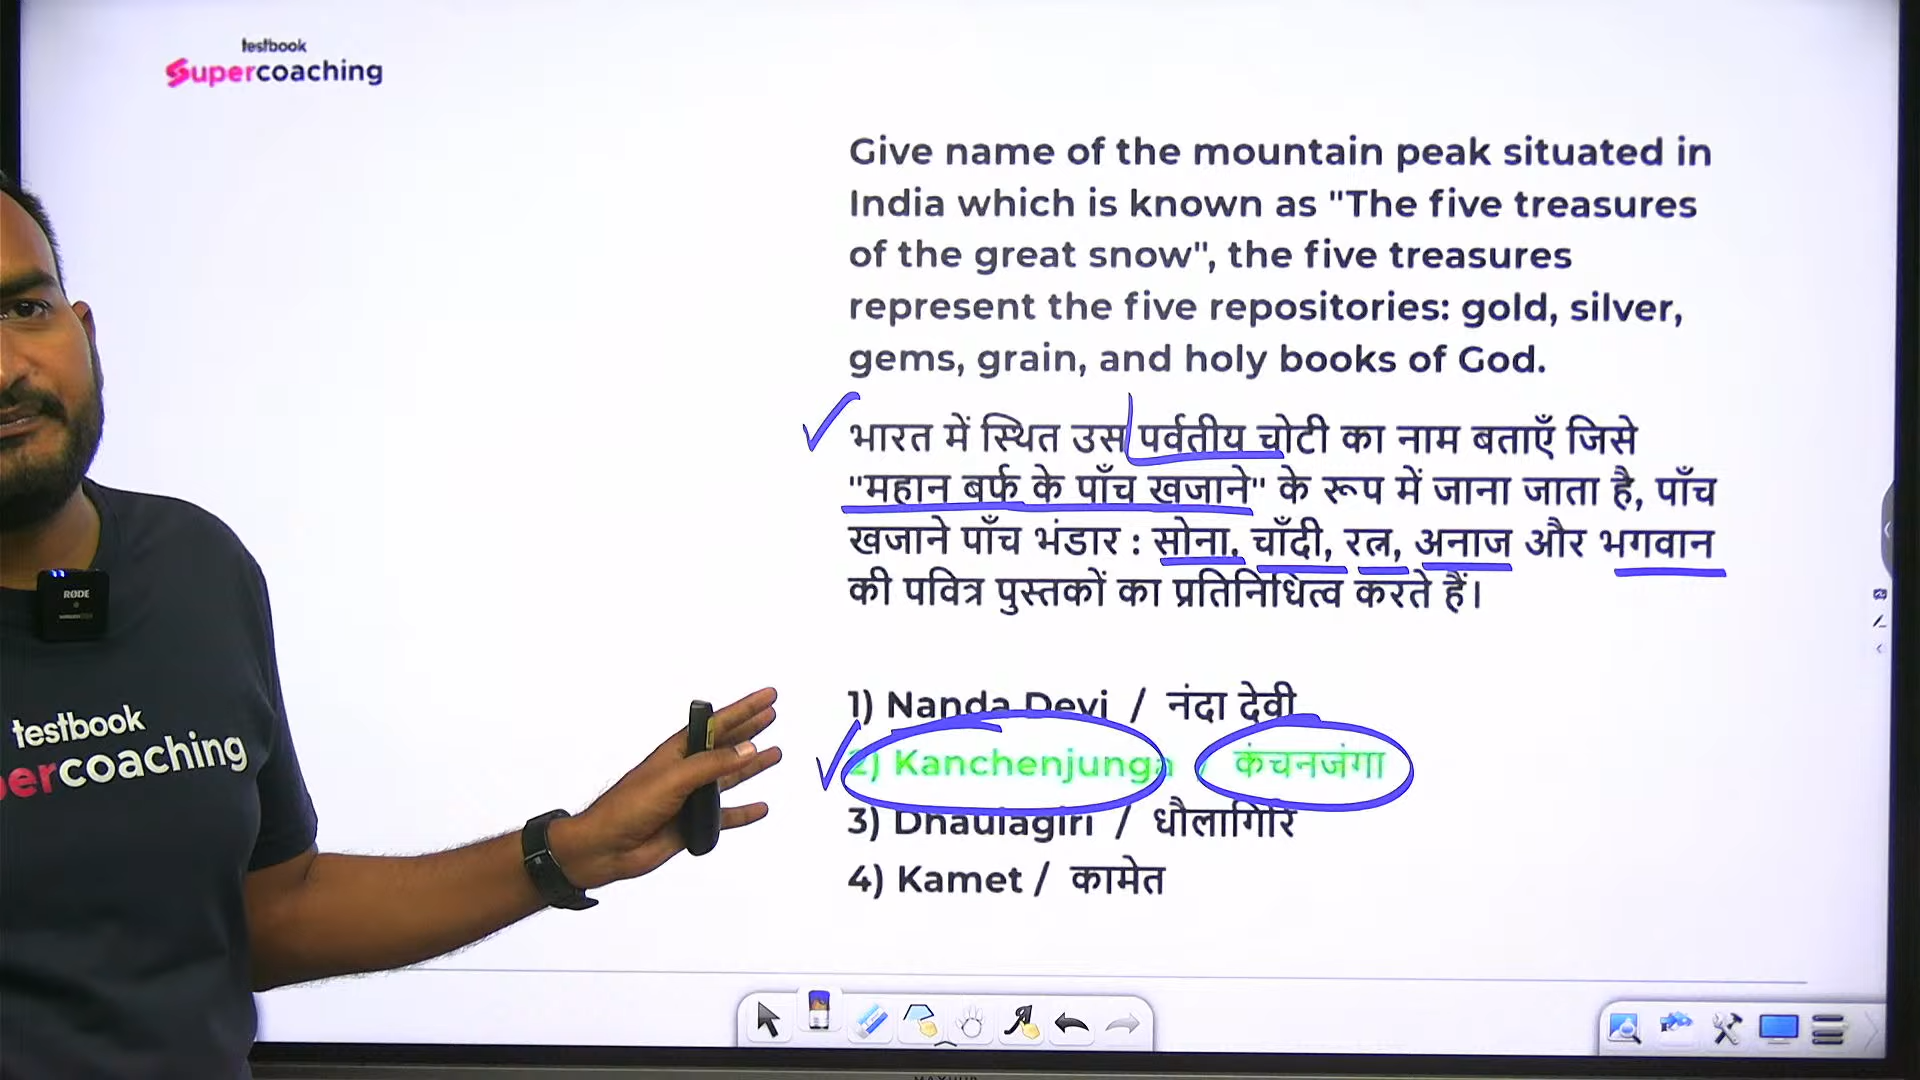 testbook
Supercoaching
Give name of the mountain peak situated in
India which is known as "The five treasures
of the great snow", the five treasures
represent the five repositories: gold, silver,
gems, grain, and holy books of God.
भारत में स्थित उस पर्वतीय चोटी का नाम बताएँ जिसे
"महान बर्फ के पाँच खजाने" के रूप में जाना जाता है, पाँच
खजाने पाँच भंडार : सोना, चाँदी, रत्न, अनाज और भगवान
की पवित्र पुस्तकों का प्रतिनिधित्व करते हैं।
1) Nanda Devi / नंदा देवी
2) Kanchenjunga / कंचनजंगा
3) Dhaulagiri / धौलागिरि
4) Kamet / कामेत
RØDE
testbook
percoaching